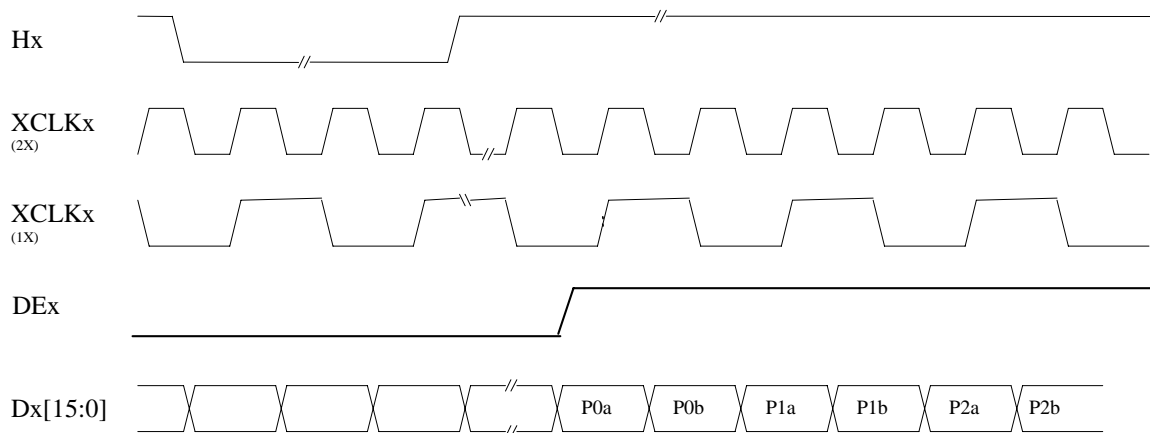 Hx
XCLKx
(2X)
XCLKx
(1X)
DEx
Dx[15:0] P0a P0b P1a P1b P2a P2b